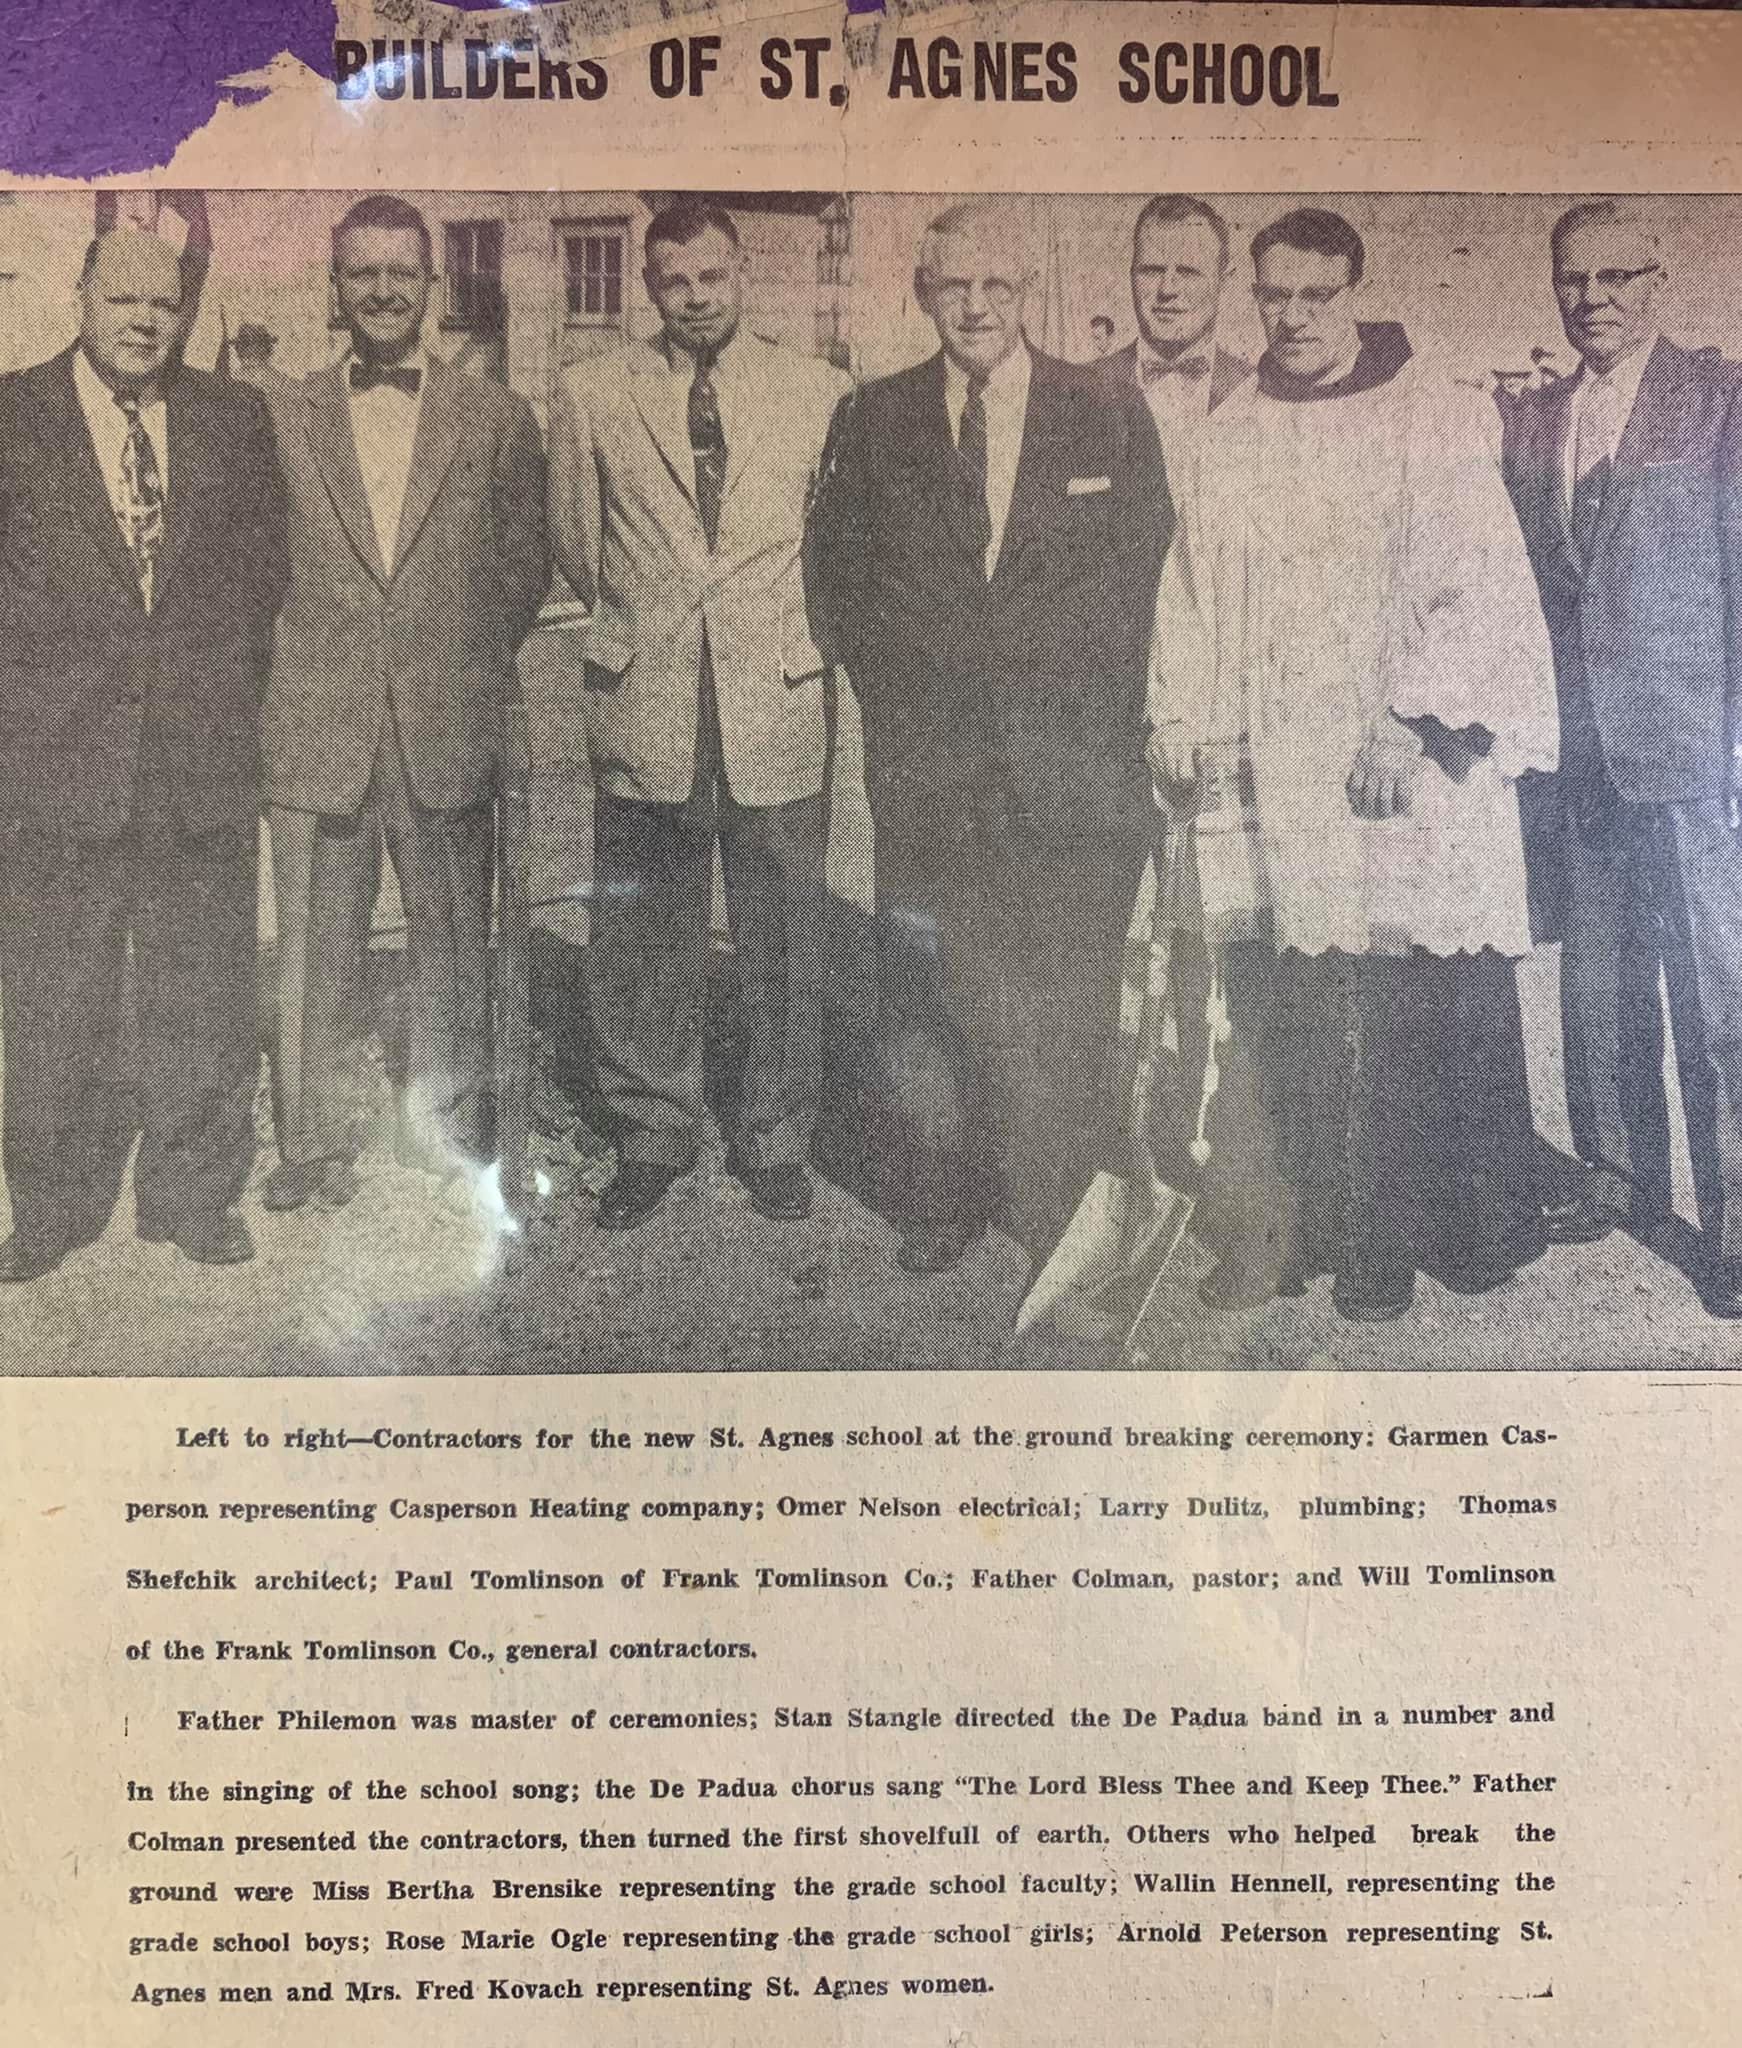 BUILDERS OF ST. AGNES SCHOOL
Left to right—Contractors for the new St. Agnes school at the ground breaking ceremony: Garmen Cas-
person representing Casperson Heating company; Omer Nelson electrical; Larry Dulitz, plumbing; Thomas
Shefchik architect; Paul Tomlinson of Frank Tomlinson Co.; Father Colman, pastor; and Will Tomlinson
of the Frank Tomlinson Co., general contractors.
Father Philemon was master of ceremonies; Stan Stangle directed the De Padua band in a number and
in the singing of the school song; the De Padua chorus sang “The Lord Bless Thee and Keep Thee.” Father
Colman presented the contractors, then turned the first shovelfull of earth. Others who helped break the
ground were Miss Bertha Brensike representing the grade school faculty; Wallin Hennell, representing the
grade school boys; Rose Marie Ogle representing the grade school girls; Arnold Peterson representing St.
Agnes men and Mrs. Fred Kovach representing St. Agnes women.